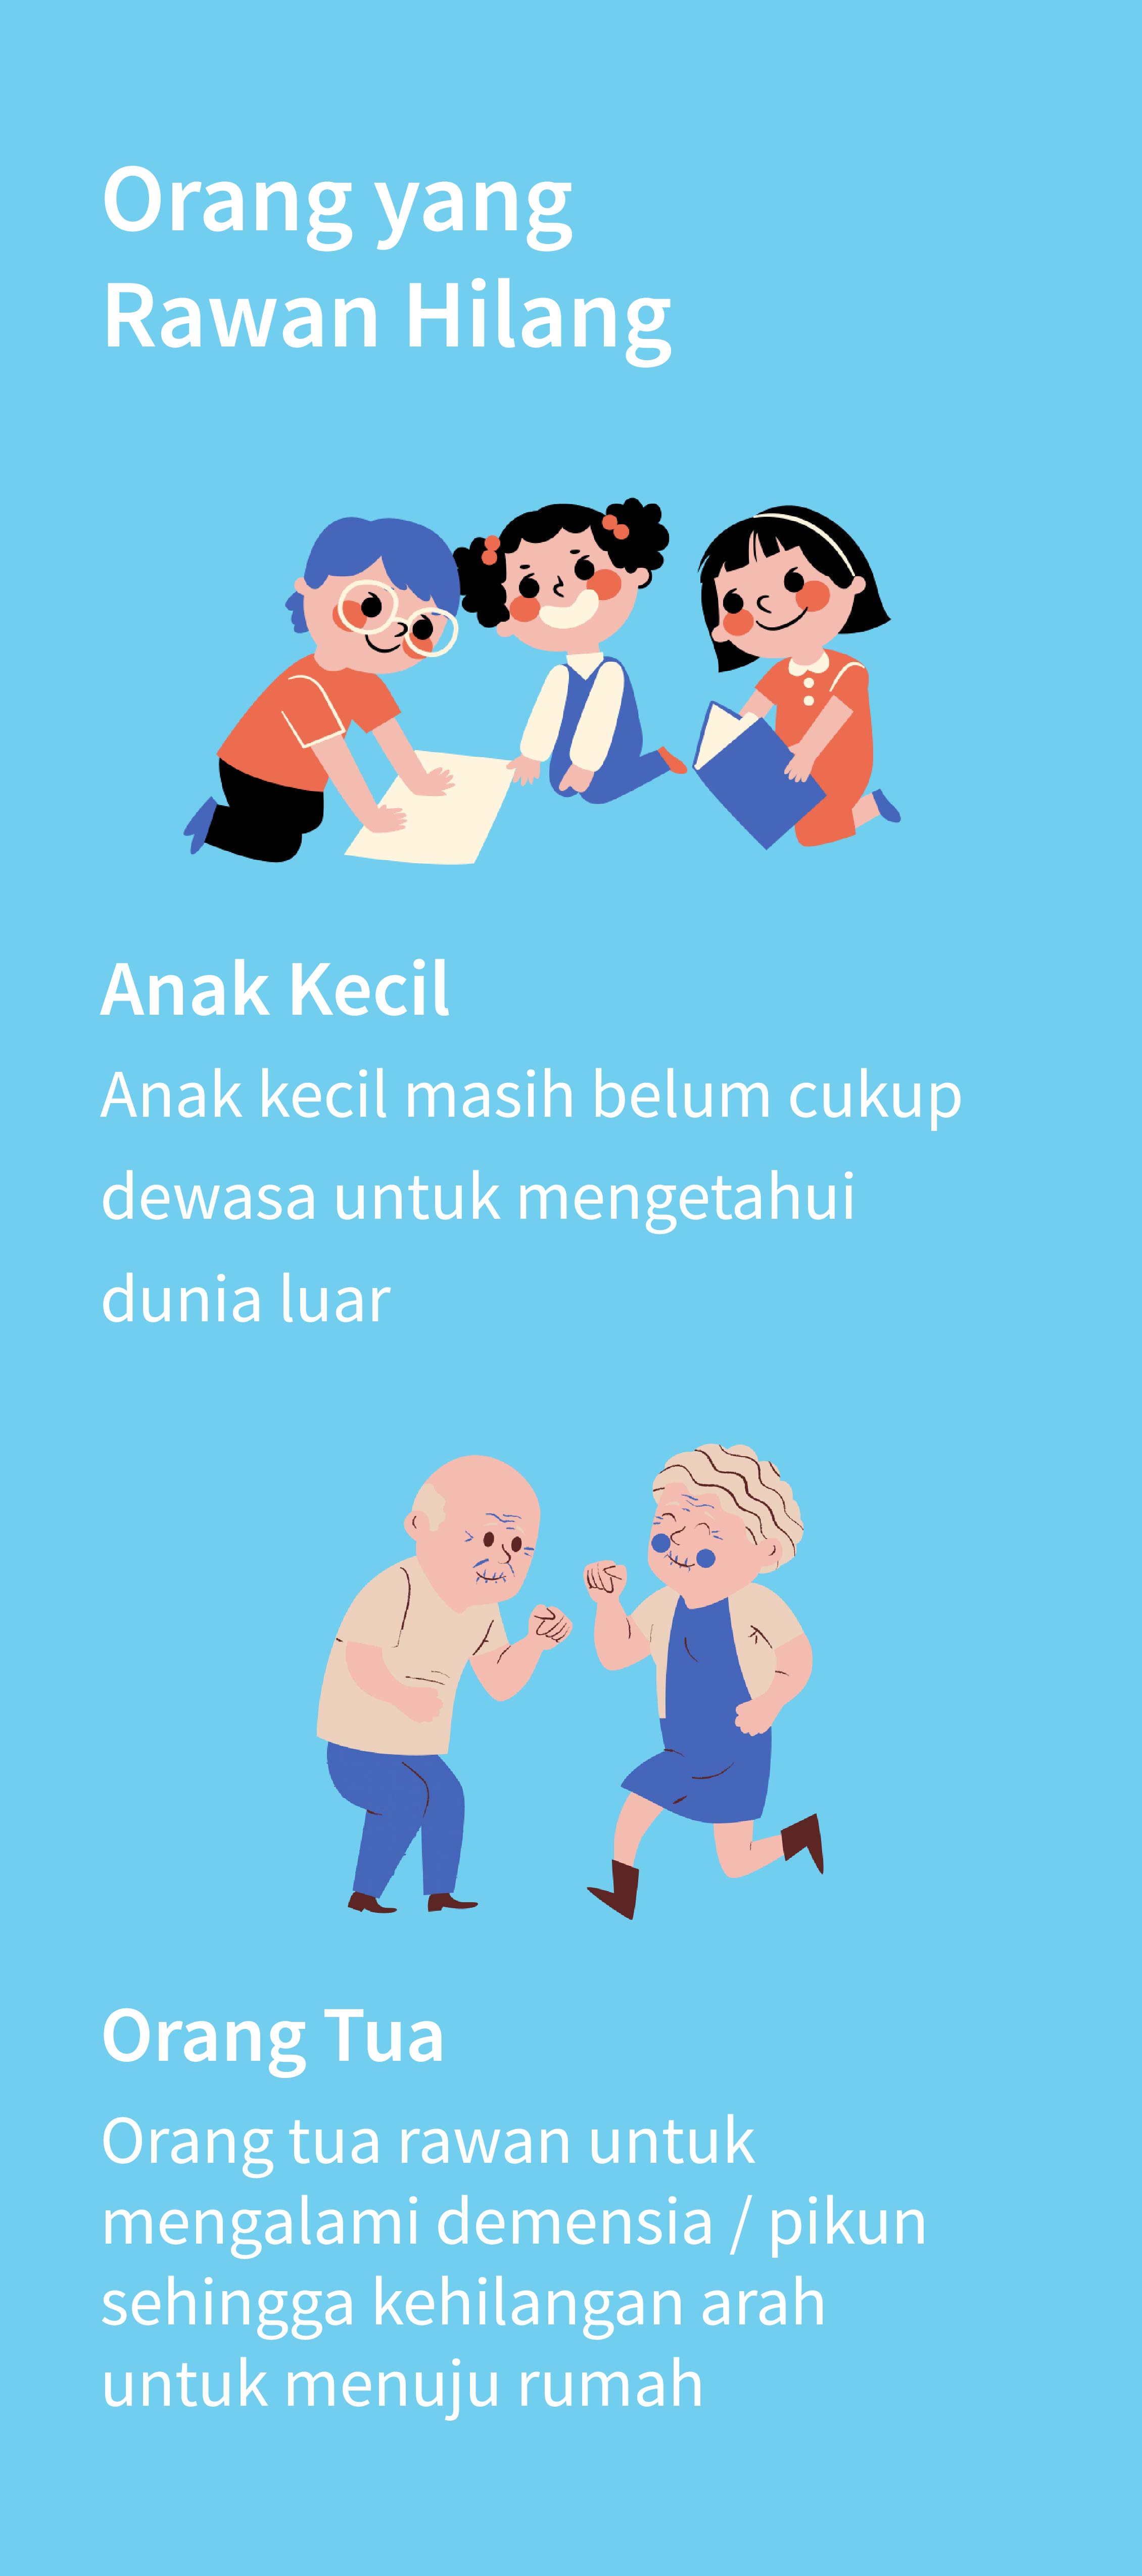 Orang yang
Rawan Hilang
Anak Kecil
Anak kecil masih belum cukup
dewasa untuk mengetahui
dunia luar
Orang Tua
Orang tua rawan untuk
mengalami demensia / pikun
sehingga kehilangan arah
untuk menuju rumah